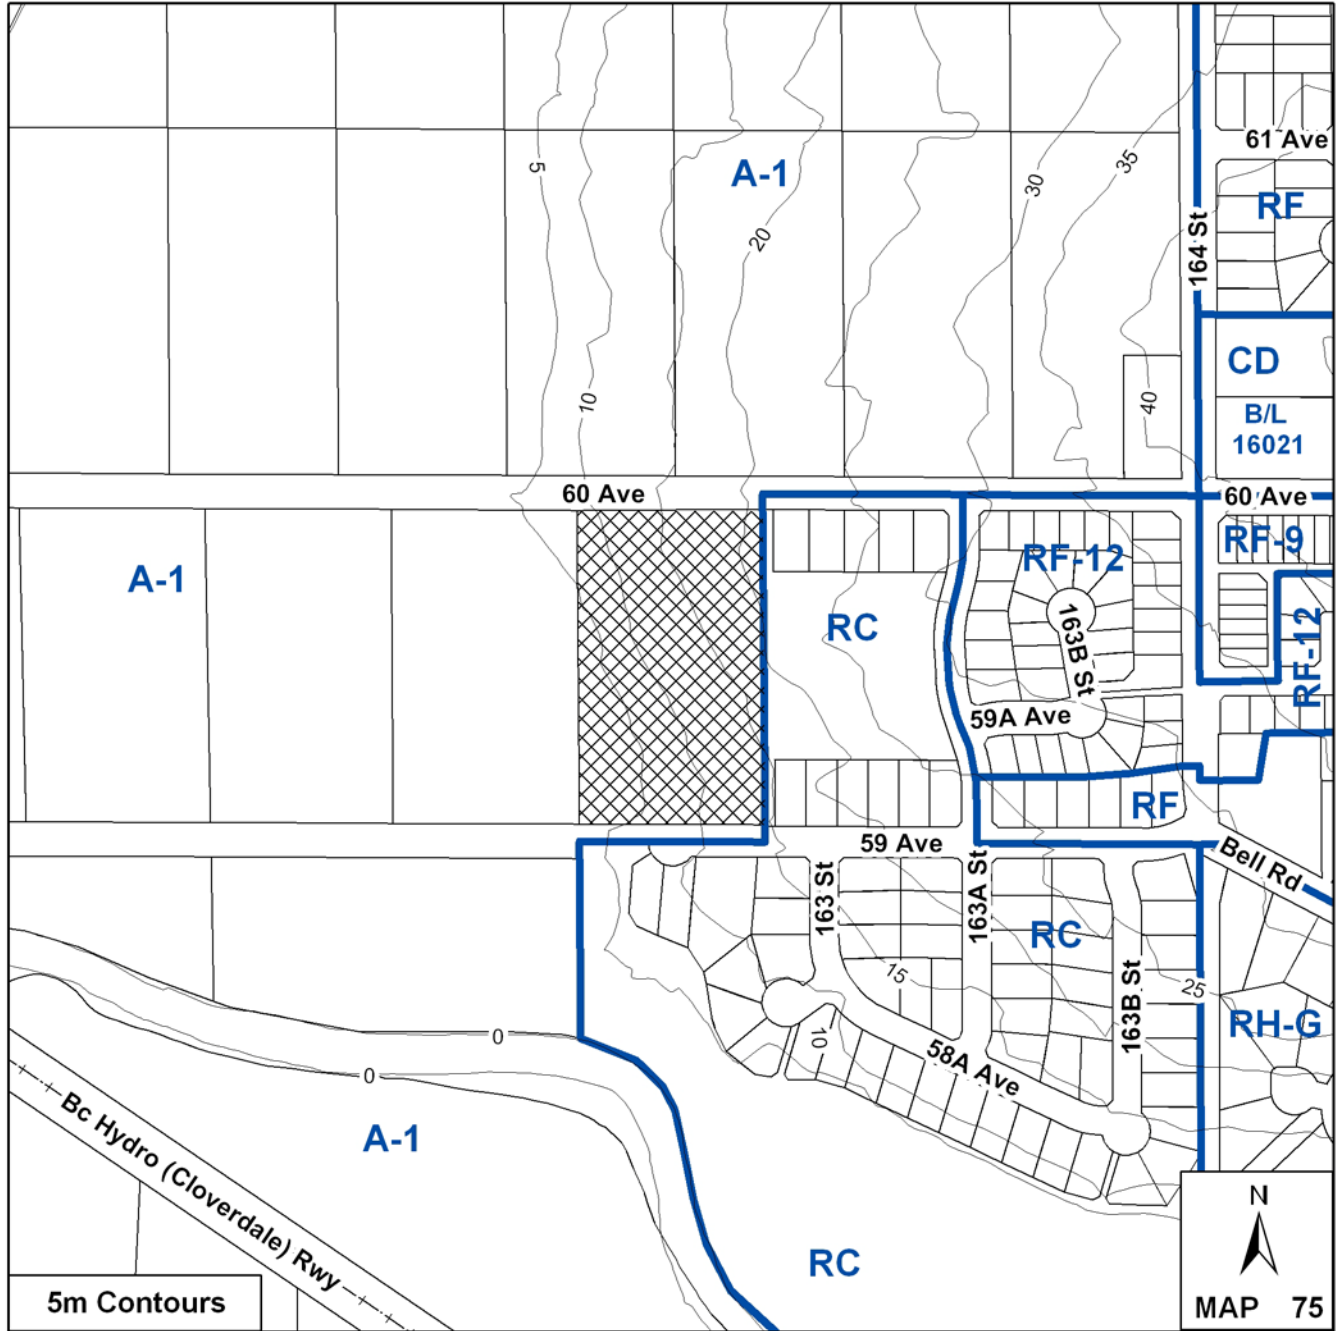 61 Ave
5
A-1
30
35
RF
20
164 St
CD
10
40
B/L
16021
60 Ave
60 Ave
RF-9
RF-12
A-1
RC
163B St
RF-12
59A Ave
RF
59 Ave
Bell Rd
163 St
163A St
RC
15
163B St
25
0
10
RH-G
58A Ave
0
Bc Hydro (Cloverdale) Rwy
A-1
N
RC
5m Contours
MAP 75